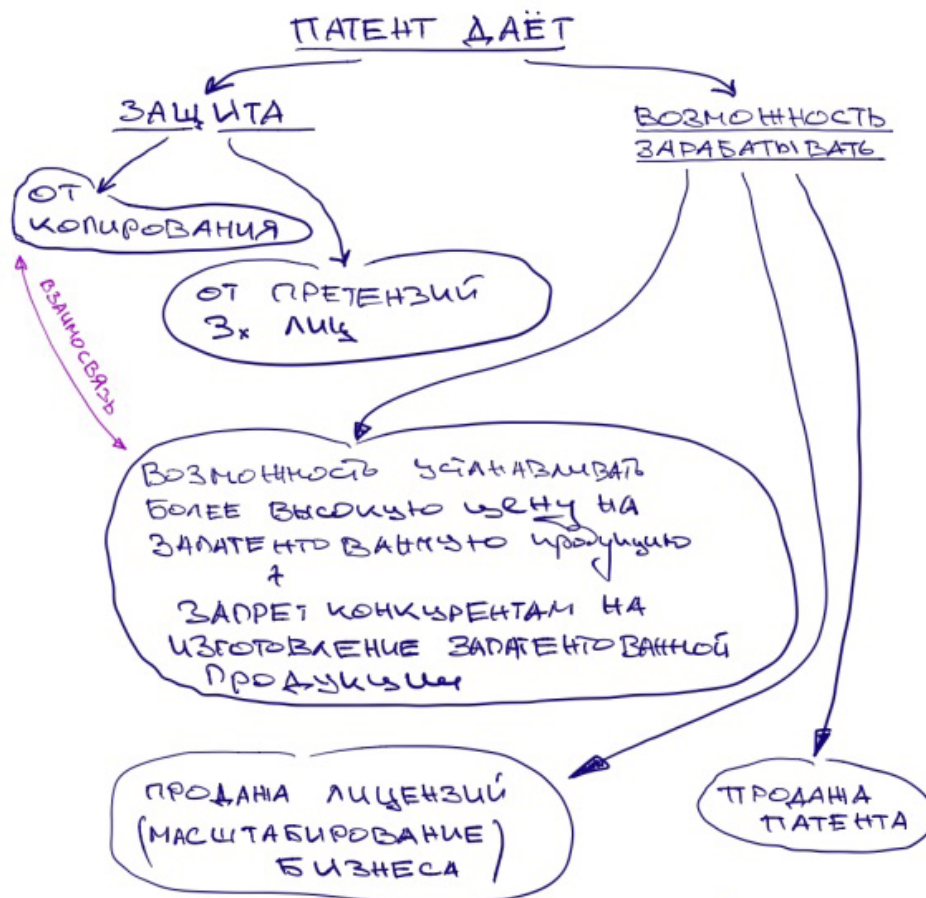 ПАТЕНТ ДАЁТ
ЗАЩИТА
ВОЗМОЖНОСТЬ
ЗАРАБАТЫВАТЬ
ОТ
КОПИРОВАНИЯ
ОТ ПРЕТЕНЗИЙ
3х ЛИЦ
ВЗАИМОСВЯЗЬ
ВОЗМОЖНОСТЬ УСТАНАВЛИВАТЬ
БОЛЕЕ ВЫСОКУЮ ЦЕНУ НА
ЗАПАТЕНТОВАННУЮ продукцию
+
ЗАПРЕТ КОНКУРЕНТАМ НА
ИЗГОТОВЛЕНИЕ ЗАПАТЕНТОВАННОЙ
ПРОДУКЦИИ
ПРОДАЖА ЛИЦЕНЗИЙ
(МАСШТАБИРОВАНИЕ)
БИЗНЕСА
ПРОДАЖА
ПАТЕНТА